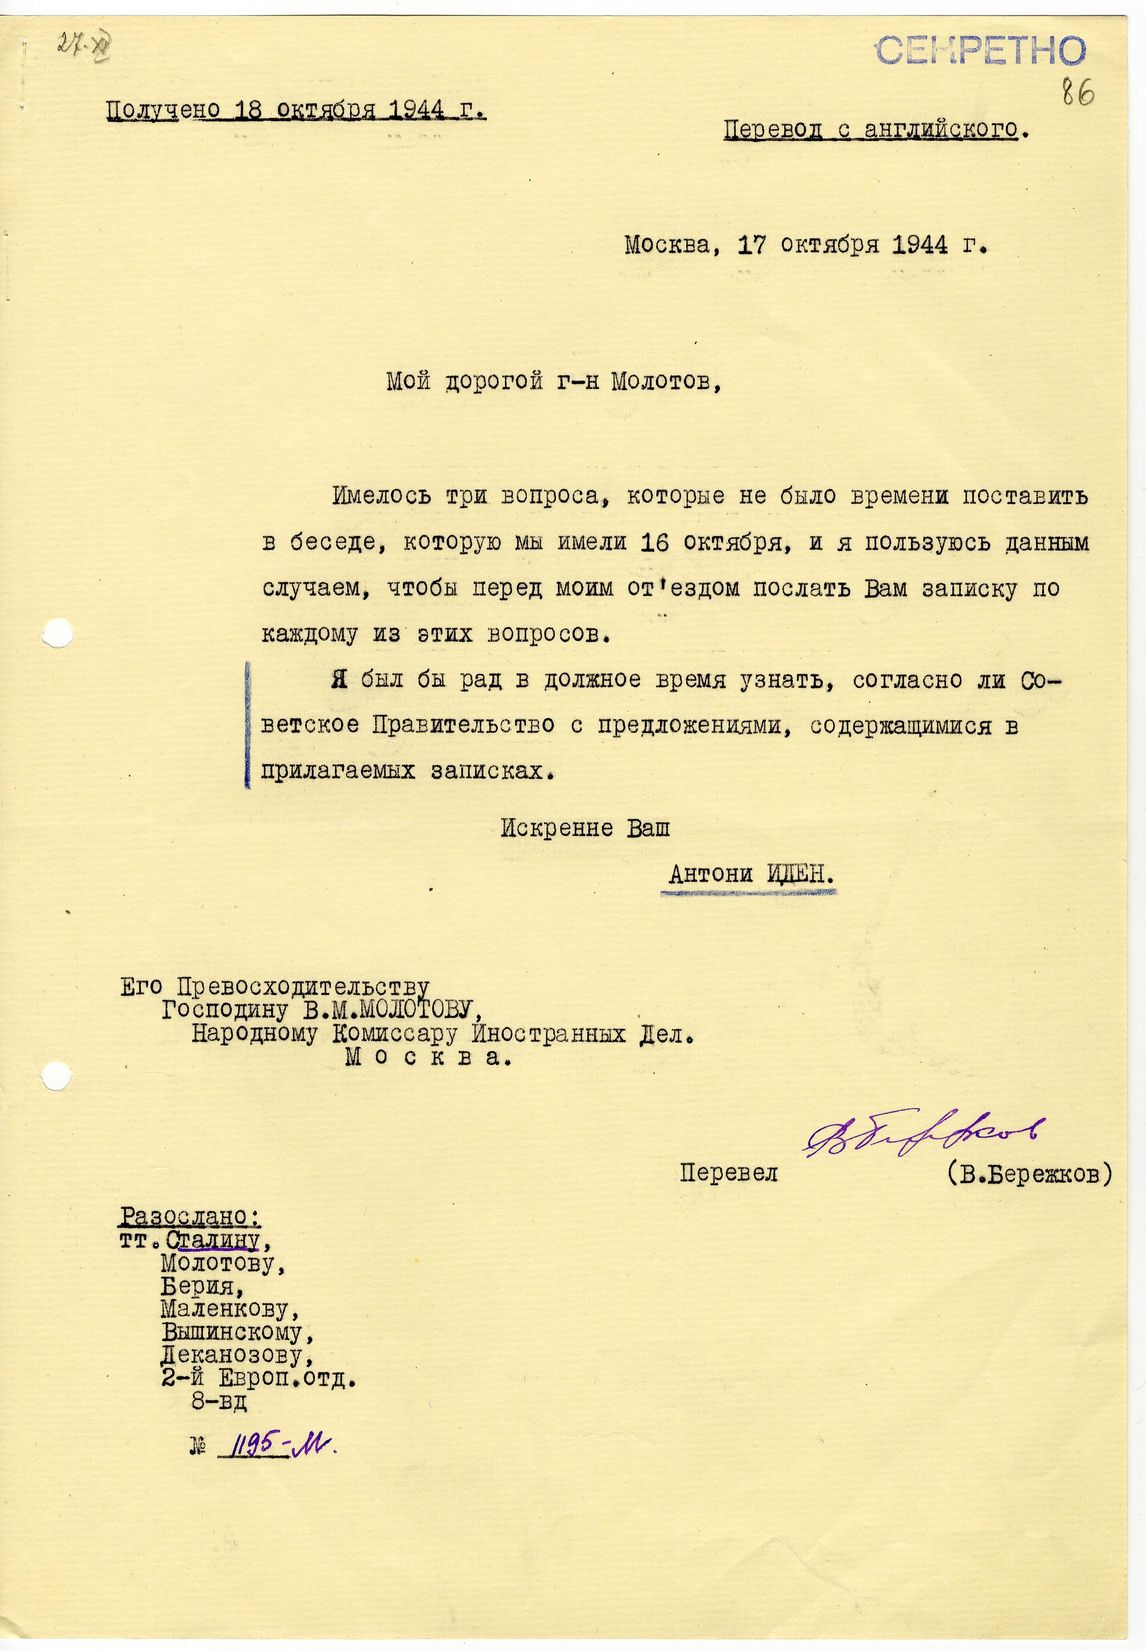 27.XI
СЕКРЕТНО
86
Получено 18 октября 1944 г.
Перевод с английского.
Москва, 17 октября 1944 г.
Мой дорогой г-н Молотов,
Имелось три вопроса, которые не было времени поставить
в беседе, которую мы имели 16 октября, и я пользуюсь данным
случаем, чтобы перед моим от'ездом послать Вам записку по
каждому из этих вопросов.
Я был бы рад в должное время узнать, согласно ли Со-
ветское Правительство с предложениями, содержащимися в
прилагаемых записках.
Искренне Ваш
Антони ИДЕН.
Его Превосходительству
Господину В.М.МОЛОТОВУ,
Народному Комиссару Иностранных Дел.
М о с к в а.
ВБережков
Перевел (В.Бережков)
Разослано:
тт.Сталину,
Молотову,
Берия,
Маленкову,
Вышинскому,
Деканозову,
2-й Европ.отд.
8-вд
№ 1195-М.